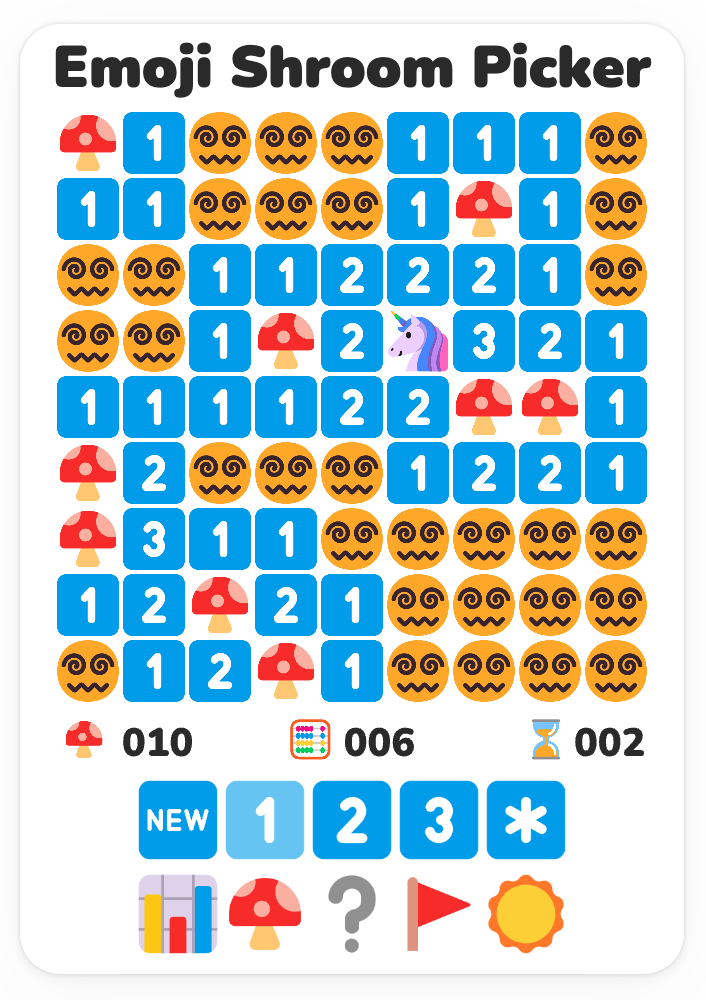 Emoji Shroom Picker
1 1 1 1
1 1 1 1
1 1 2 2 2 1
1 2 3 2 1
1 1 1 1 2 2 1
2 1 2 2 1
3 1 1
1 2 2 1
1 2 1
010 006 002
NEW 1 2 3 *
?